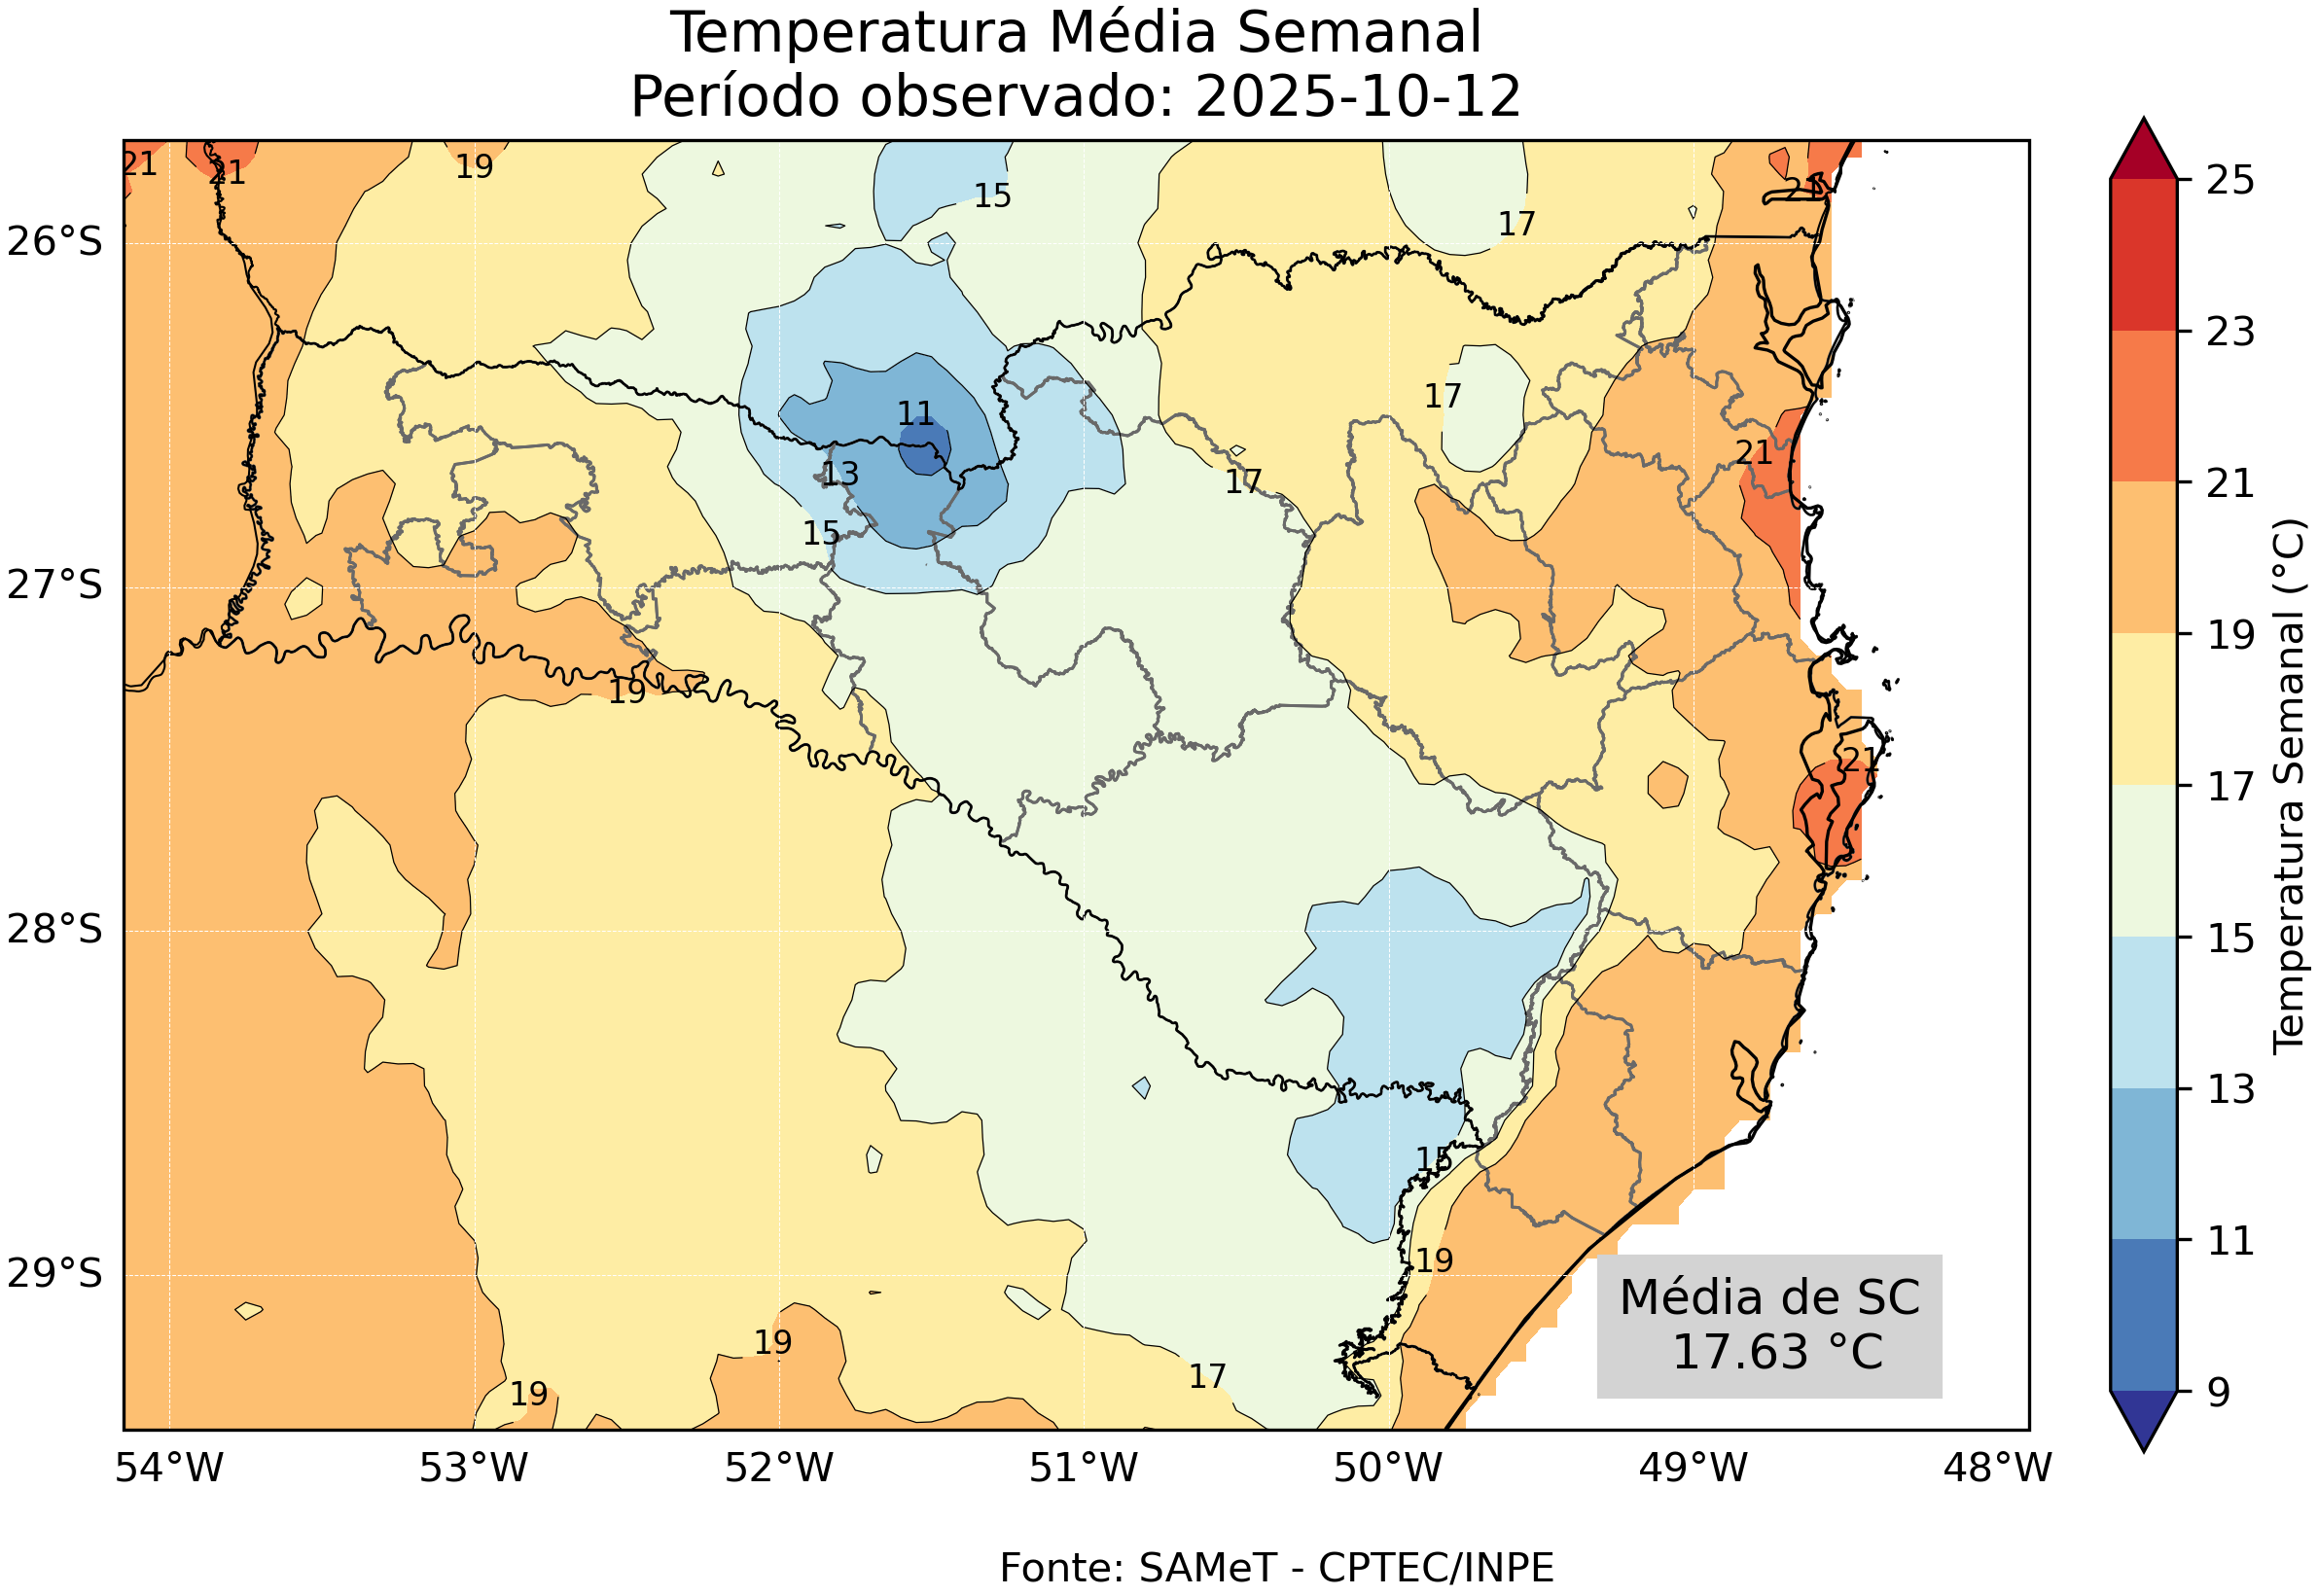 Temperatura Média Semanal
Período observado: 2025-10-12
21
21
19
15
17
21
26°S
17
11
21
13
17
15
27°S
19
21
28°S
15
19
29°S
19
17
19
54°W
53°W
52°W
51°W
50°W
49°W
48°W
Média de SC
17.63 °C
25
23
21
19
17
15
13
11
9
Temperatura Semanal (°C)
Fonte: SAMeT - CPTEC/INPE